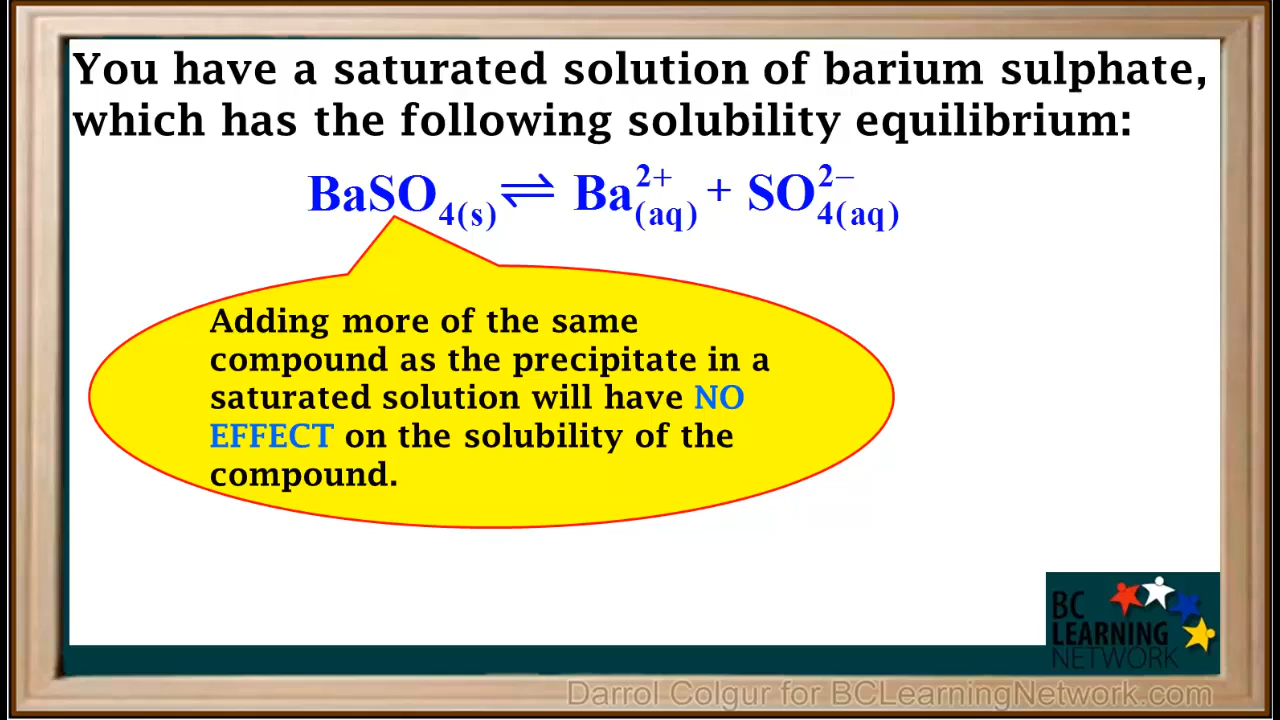 You have a saturated solution of barium sulphate,
which has the following solubility equilibrium:
BaSO₄₍ₛ₎ ⇌ Ba²⁺₍aq₎ + SO₄²⁻₍aq₎
Adding more of the same
compound as the precipitate in a
saturated solution will have NO
EFFECT on the solubility of the
compound.
BC
LEARNING
NETWORK
Darrol Colgur for BCLearningNetwork.com